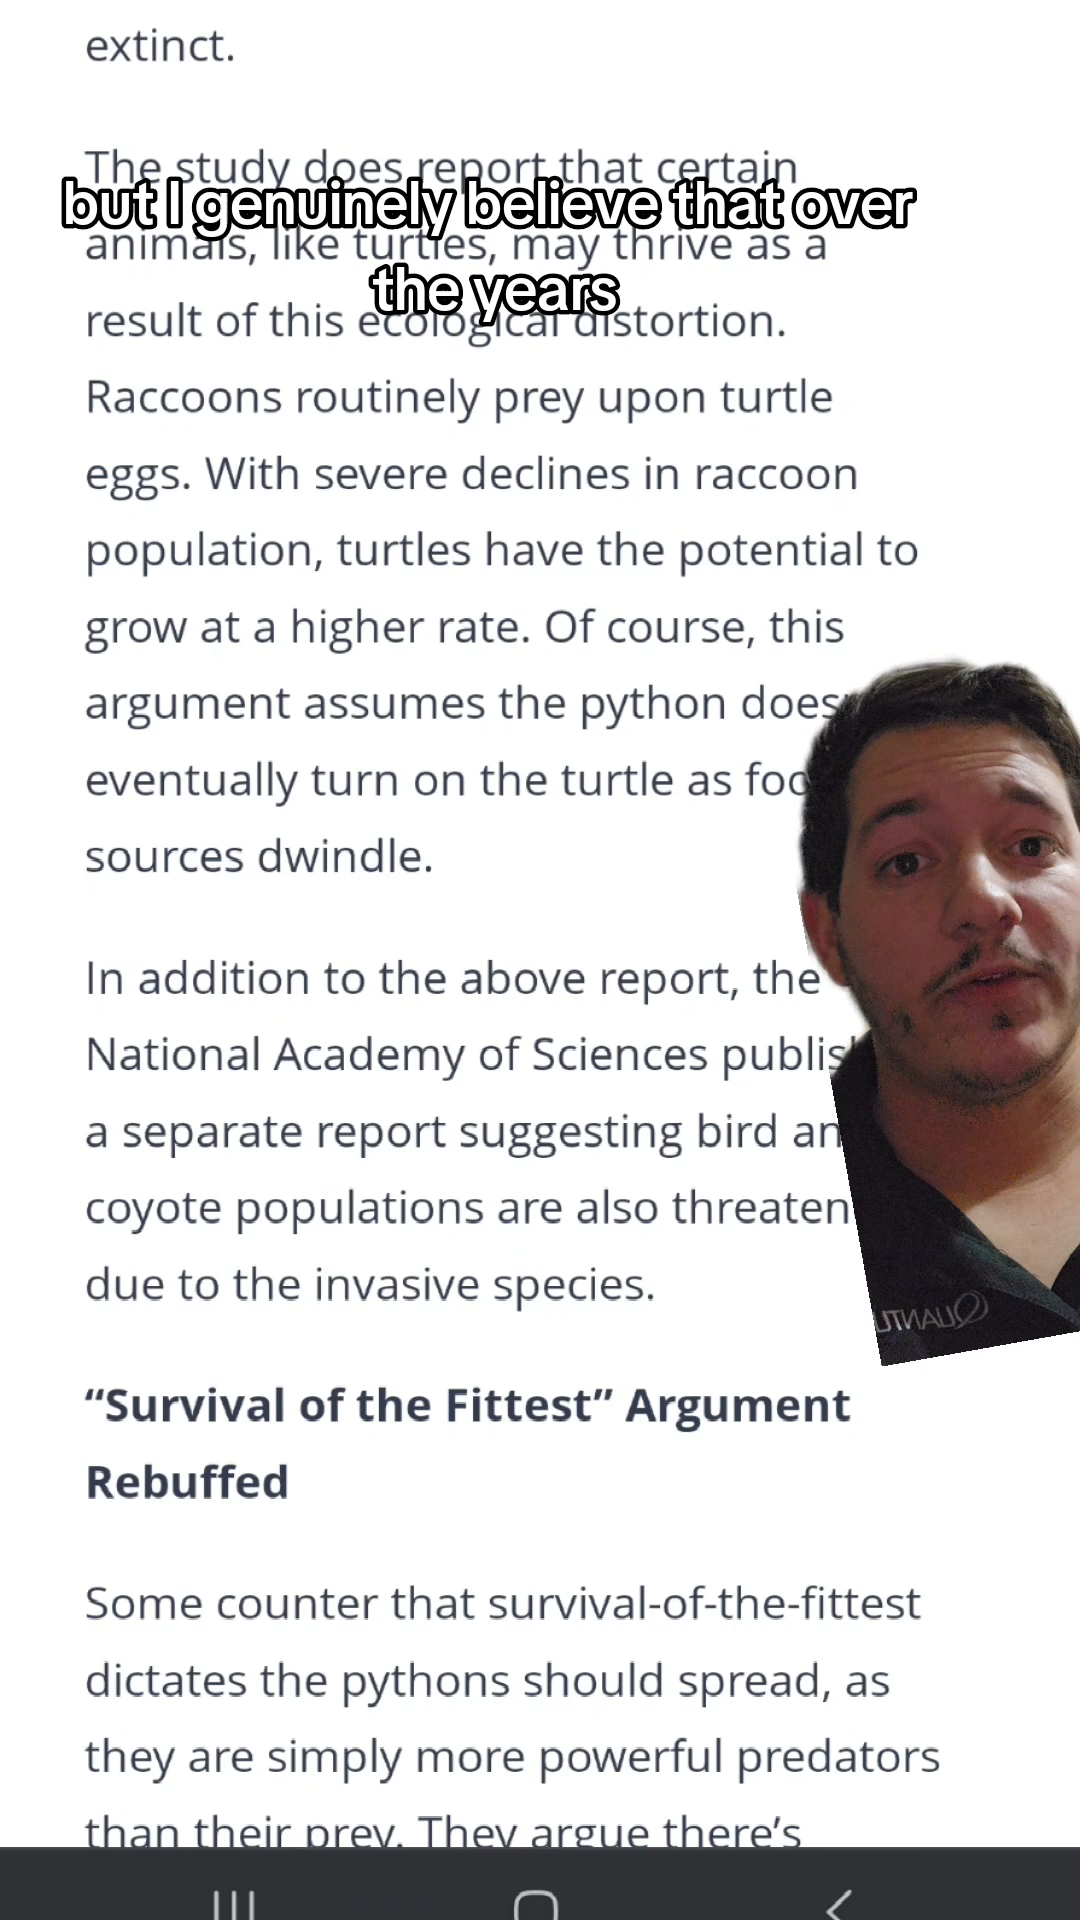 extinct.
The study does report that certain
but I genuinely believe that over
animals, like turtles, may thrive as a
the years
result of this ecological distortion.
Raccoons routinely prey upon turtle
eggs. With severe declines in raccoon
population, turtles have the potential to
grow at a higher rate. Of course, this
argument assumes the python does
eventually turn on the turtle as foo
sources dwindle.
In addition to the above report, the
National Academy of Sciences publis
a separate report suggesting bird an
coyote populations are also threaten
due to the invasive species.
“Survival of the Fittest” Argument
Rebuffed
Some counter that survival-of-the-fittest
dictates the pythons should spread, as
they are simply more powerful predators
than their prey. They argue there’s